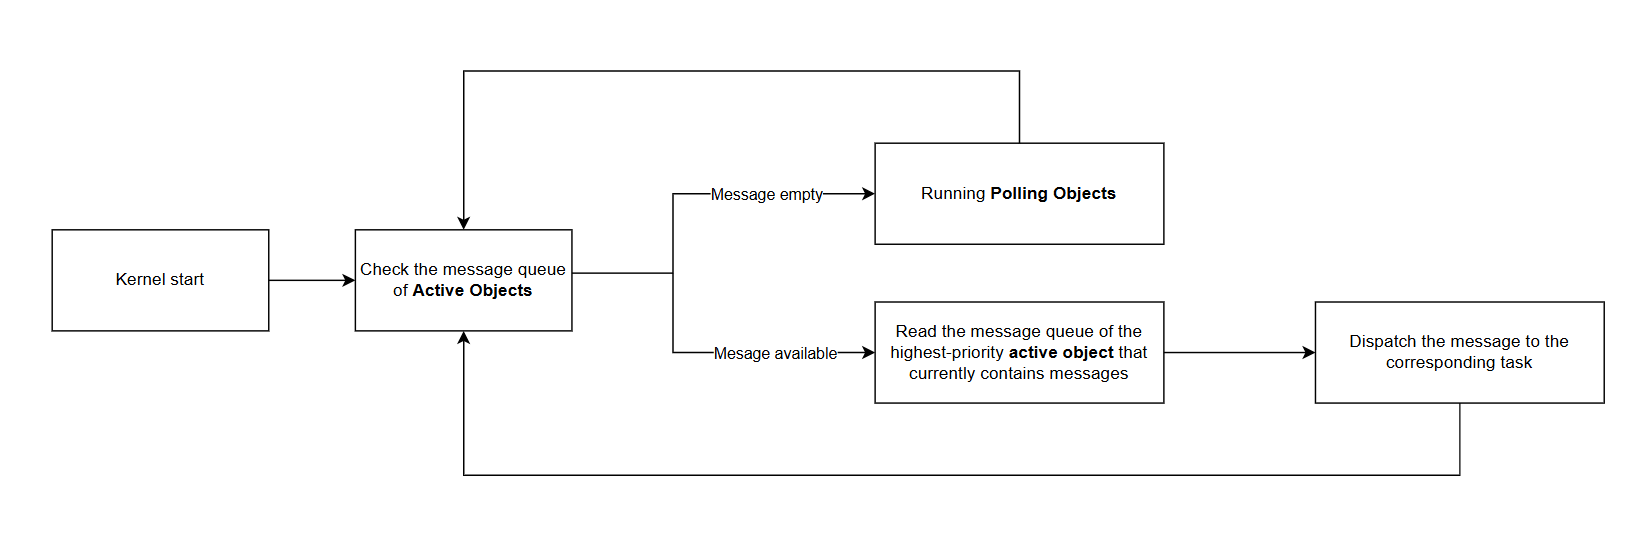 Kernel start
Check the message queue
of Active Objects
Message empty
Running Polling Objects
Mesage available
Read the message queue of the
highest-priority active object that
currently contains messages
Dispatch the message to the
corresponding task